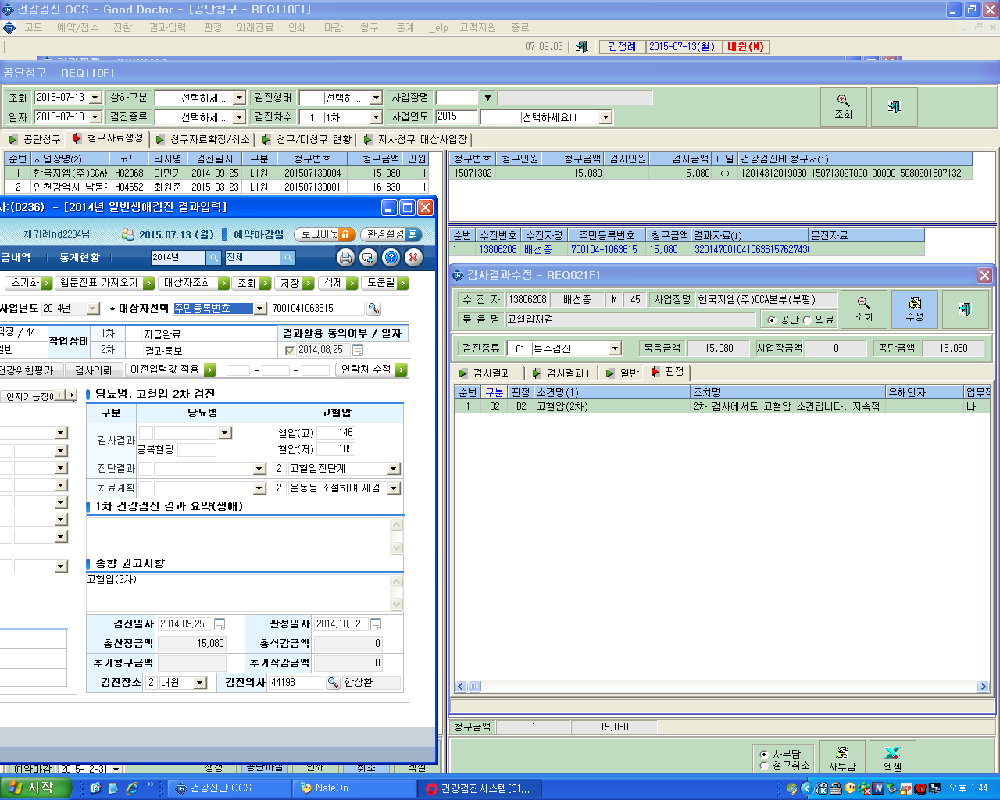 건강검진 OCS - Good Doctor - [공단청구 - REQ110F1]
코드 예약/접수 진찰 결과입력 판정 외래진료 인쇄 마감 청구 통계 Help 고객지원 종료
07.09.03 김정례 2015-07-13(월) 내원(M)
공단청구 - REQ110F1
조회 2015-07-13 상하구분 선택하세... 검진형태 선택하... 사업장명 ▼ 조회
일자 2015-07-13 검진종류 선택하세... 검진차수 1 1차 사업연도 2015 선택하세요!!!
공단청구 청구자료생성 청구자료확정/취소 청구/미청구 현황 지사청구 대상사업장
순번 사업장명(2) 코드 의사명 검진일자 구분 청구번호 청구금액 인원
1 한국지엠(주)CCA본 H02968 이민기 2014-09-25 내원 201507130004 15,080 1
2 인천광역시 남동구 H04652 최원준 2015-03-23 내원 201507130001 16,830 1
청구번호 청구인원 청구금액 검사인원 검사금액 파일 건강검진비 청구서(1)
15071302 1 15,080 1 15,080 ○ 12014312019030115071302T00010000015080201507132
순번 수진번호 수진자명 주민등록번호 청구금액 결과자료(1) 문진자료
1 13806208 배선종 700104-1063615 15,080 320147001041063615762743
사:(0236) - [2014년 일반생애검진 결과입력]
채귀례nd2234님 2015.07.13 (월) 예약마감일 로그아웃 환경설정
급내역 통계현황 2014년 전체
초기화 웹문진표 가져오기 대상자조회 조회 저장 삭제 도움말
사업년도 2014년 * 대상자선택 주민등록번호 7001041063615
직장 / 44 작업상태 1차 지급완료 결과활용 동의여부 / 일자
일반 2차 결과통보 2014,08,25
건강위험평가 검사의뢰 이전입력값 적용 - - 연락처 수정
인지기능장애 당뇨병, 고혈압 2차 검진
구분 당뇨병 고혈압
검사결과 혈압(고) 146
공복혈당 혈압(저) 105
진단결과 2 고혈압전단계
치료계획 2 운동등 조절하며 재검
1차 건강검진 결과 요약(생애)
종합 권고사항
고혈압(2차)
검진일자 2014,09,25 판정일자 2014,10,02
총산정금액 15,080 총삭감금액 0
추가청구금액 0 추가삭감금액 0
검진장소 2 내원 검진의사 44198 한상환
검사결과수정 - REQ021F1
수 진 자 13806208 배선종 M 45 사업장명 한국지엠(주)CCA본부(부평)
묶 음 명 고혈압재검 공단 의료 조회 수정
검진종류 01 특수검진 묶음금액 15,080 사업장금액 0 공단금액 15,080
검사결과 I 검사결과 II 일반 판정
순번 구분 판정 소견명(1) 조치명 유해인자 업무적
1 02 D2 고혈압(2차) 2차 검사에서도 고혈압 소견입니다. 지속적 나
청구금액 1 15,080
사부담 청구취소 사부담 엑셀
예약마감 2015-12-31 생성 공단파일 인쇄 취소 엑셀
시작 건강진단 OCS NateOn 건강검진시스템[31,... 오후 1:44